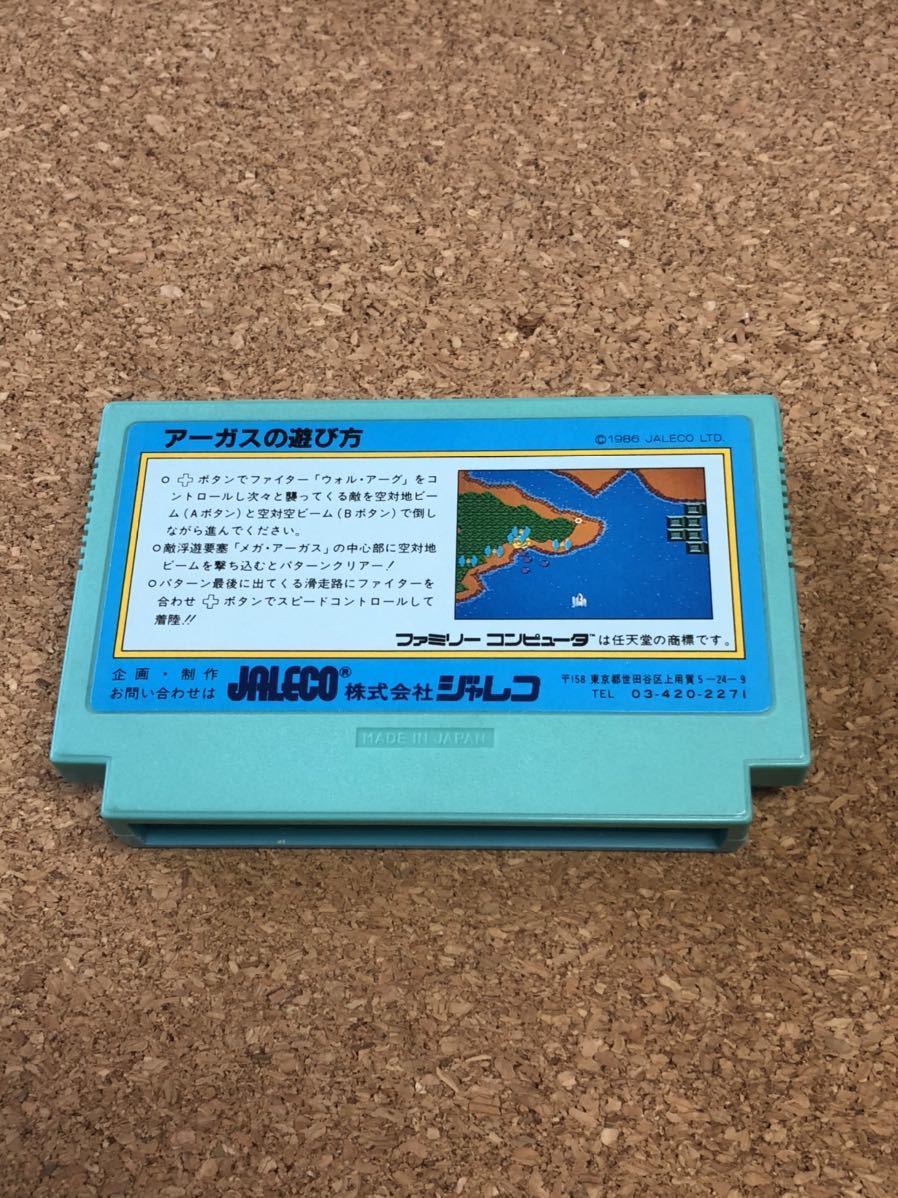 アーガスの遊び方
©1986 JALECO LTD.
○✚ボタンでファイター「ウォル・アーグ」をコ
ントロールし次々と襲ってくる敵を空対地ビー
ム(Aボタン)と空対空ビーム(Bボタン)で倒し
ながら進んでください。
○敵浮遊要塞「メガ・アーガス」の中心部に空対地
ビームを撃ち込むとパターンクリアー!
○パターン最後に出てくる滑走路にファイターを
合わせ✚ボタンでスピードコントロールして
着陸!!
ファミリー コンピュータ™は任天堂の商標です。
企画・制作
お問い合わせは
JALECO® 株式会社 ジャレコ
〒158 東京都世田谷区上用賀5-24-9
TEL 03-420-2271
MADE IN JAPAN